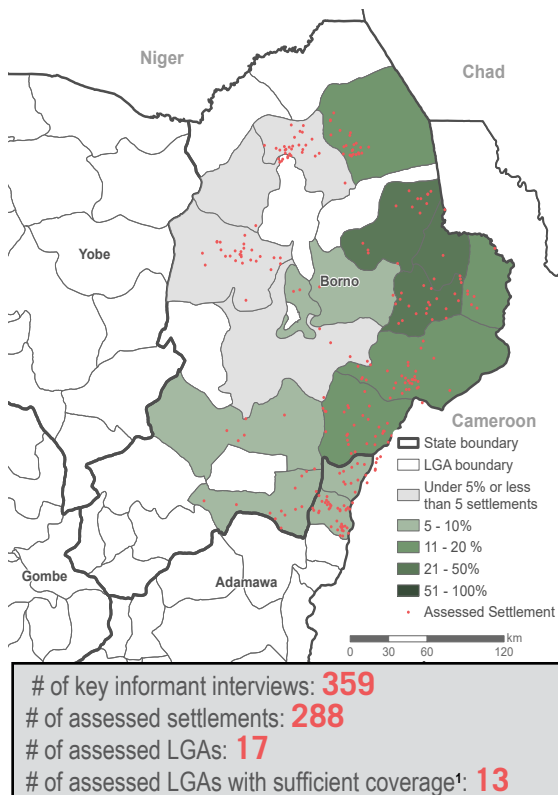 Niger
Chad
Yobe
Borno
Cameroon
State boundary
LGA boundary
Under 5% or less
than 5 settlements
5 - 10%
11 - 20 %
21 - 50%
51 - 100%
Assessed Settlement
Gombe
Adamawa
km
0 30 60 120
# of key informant interviews: 359
# of assessed settlements: 288
# of assessed LGAs: 17
# of assessed LGAs with sufficient coverage¹: 13